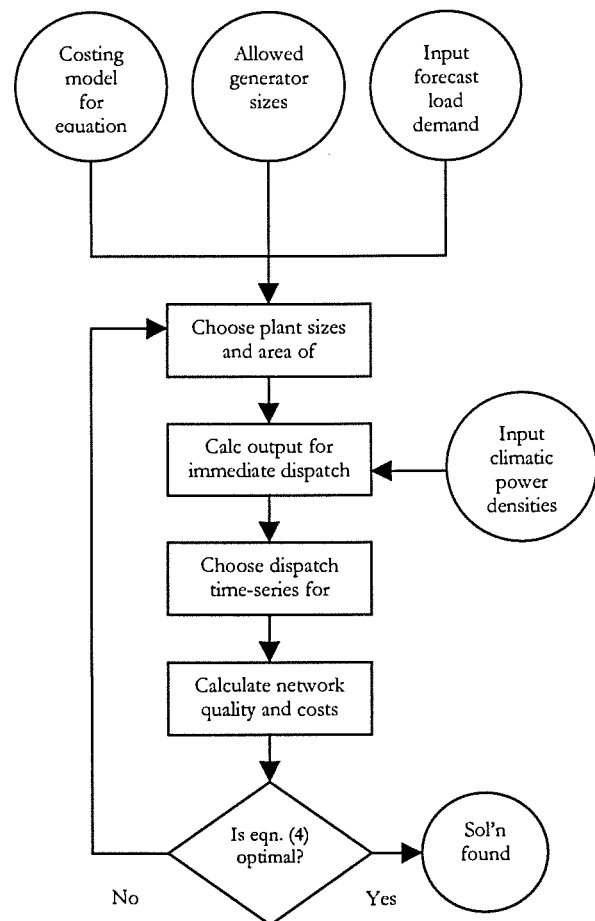 Costing
model
for
equation
Allowed
generator
sizes
Input
forecast
load
demand
Choose plant sizes
and area of
Calc output for
immediate dispatch
Input
climatic
power
densities
Choose dispatch
time-series for
Calculate network
quality and costs
Is eqn. (4)
optimal?
Sol'n
found
No
Yes